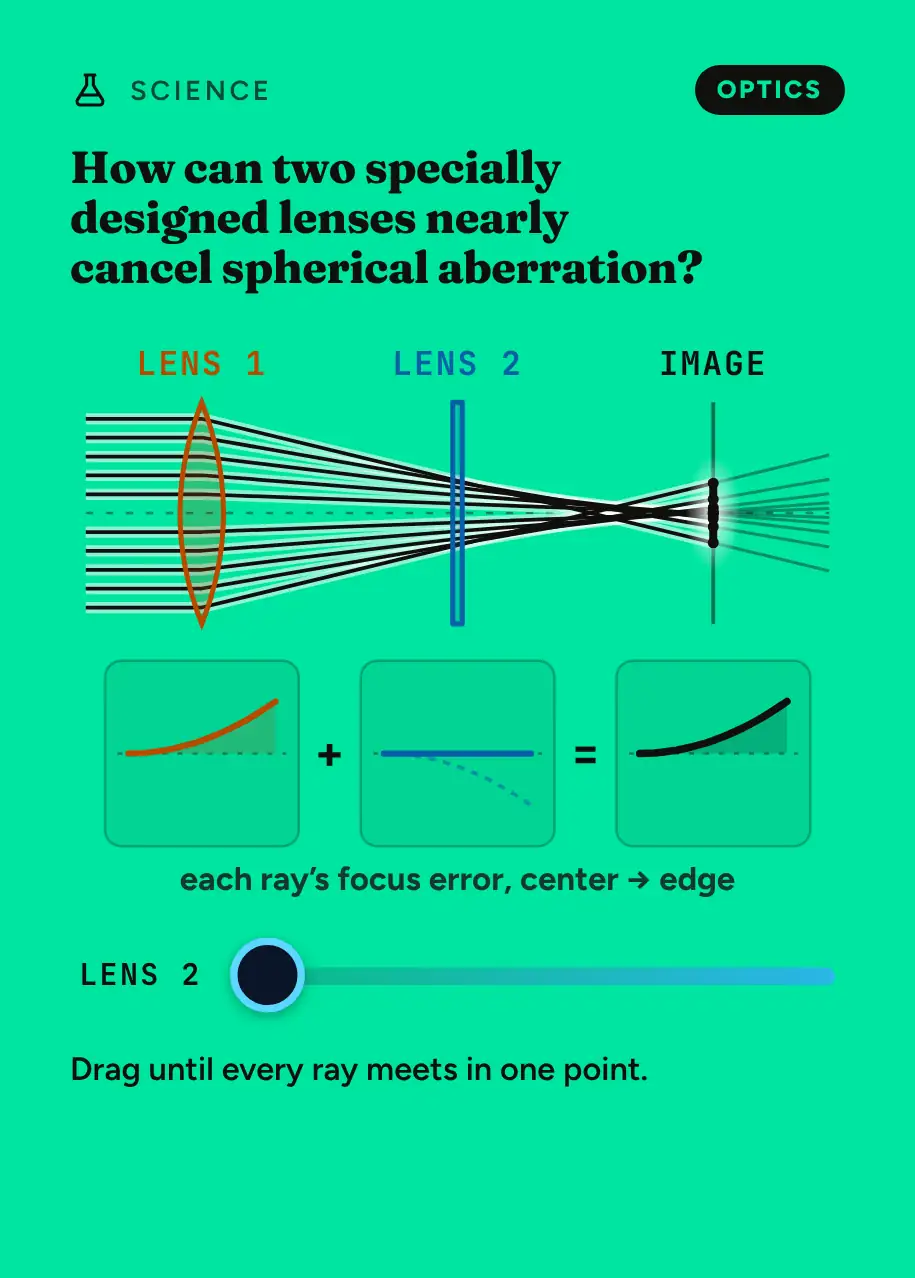 SCIENCE
OPTICS
How can two specially
designed lenses nearly
cancel spherical aberration?
LENS 1
LENS 2
IMAGE
+
=
each ray’s focus error, center → edge
LENS 2
Drag until every ray meets in one point.